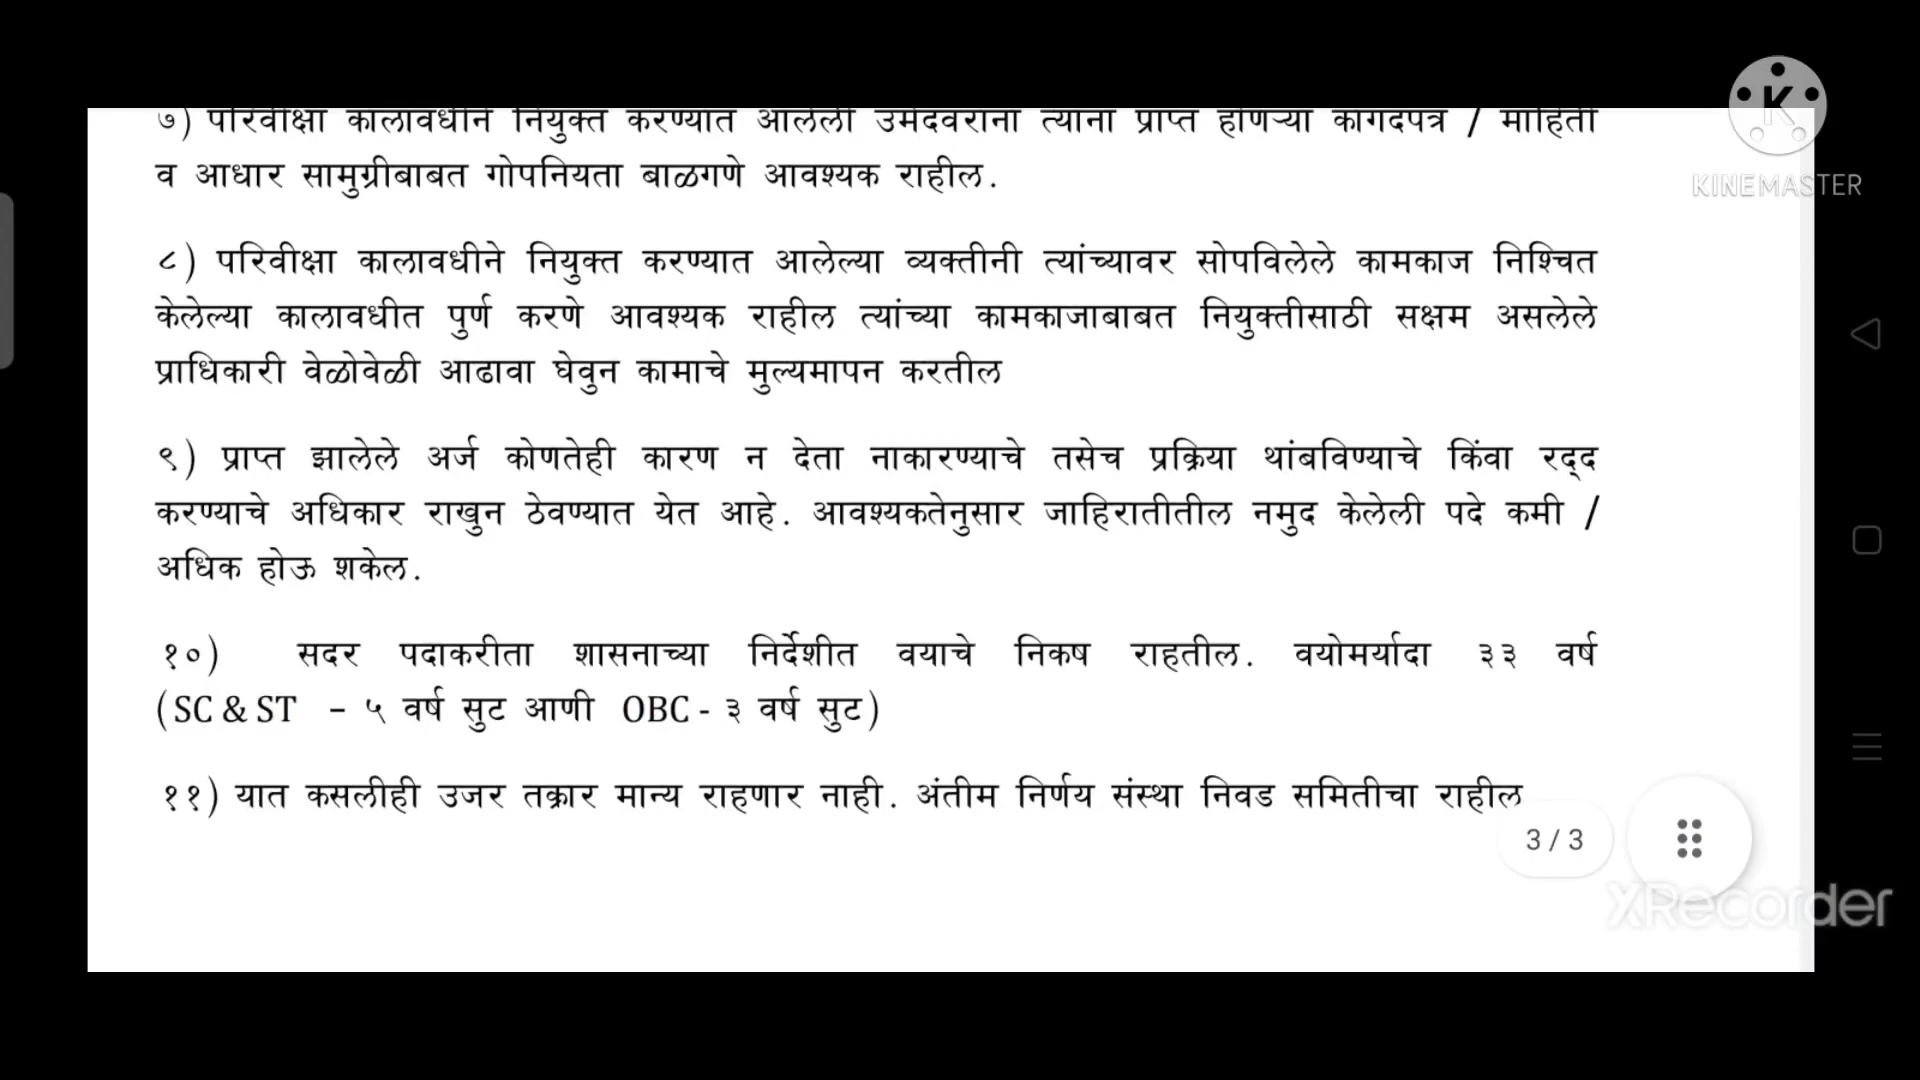 ७) परिवीक्षा कालावधीने नियुक्त करण्यात आलेली उमेदवरांना त्यांना प्राप्त होणऱ्या कागदपत्र / माहिती
व आधार सामुग्रीबाबत गोपनियता बाळगणे आवश्यक राहील.
८) परिवीक्षा कालावधीने नियुक्त करण्यात आलेल्या व्यक्तीनी त्यांच्यावर सोपविलेले कामकाज निश्चित
केलेल्या कालावधीत पुर्ण करणे आवश्यक राहील त्यांच्या कामकाजाबाबत नियुक्तीसाठी सक्षम असलेले
प्राधिकारी वेळोवेळी आढावा घेवुन कामाचे मुल्यमापन करतील
९) प्राप्त झालेले अर्ज कोणतेही कारण न देता नाकारण्याचे तसेच प्रक्रिया थांबविण्याचे किंवा रद्द
करण्याचे अधिकार राखुन ठेवण्यात येत आहे. आवश्यकतेनुसार जाहिरातीतील नमुद केलेली पदे कमी /
अधिक होऊ शकेल.
१०) सदर पदाकरीता शासनाच्या निर्देशीत वयाचे निकष राहतील. वयोमर्यादा ३३ वर्ष
(SC & ST – ५ वर्ष सुट आणी OBC - ३ वर्ष सुट)
११) यात कसलीही उजर तक्रार मान्य राहणार नाही. अंतीम निर्णय संस्था निवड समितीचा राहील
3 / 3
K
KINEMASTER
XRecorder